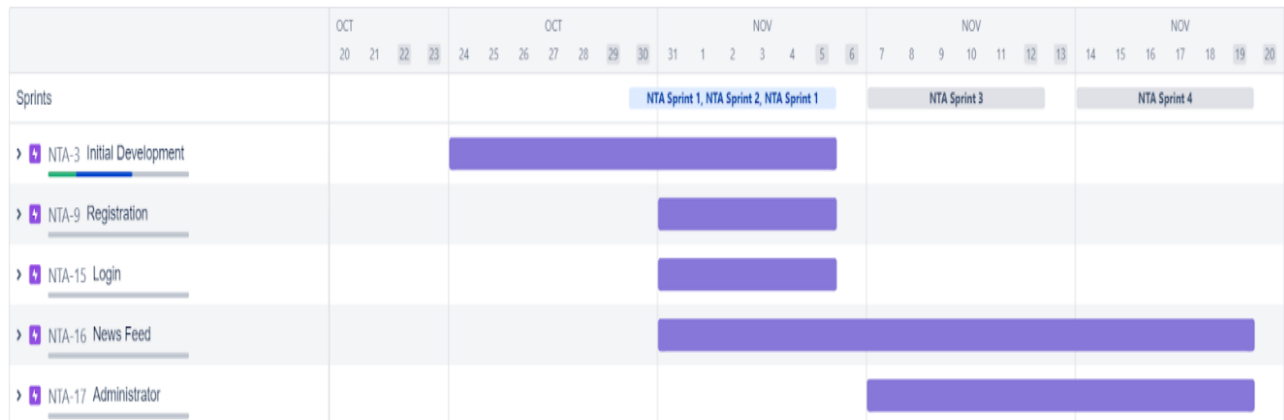 OCT OCT NOV NOV NOV
20 21 22 23 24 25 26 27 28 29 30 31 1 2 3 4 5 6 7 8 9 10 11 12 13 14 15 16 17 18 19 20
Sprints NTA Sprint 1, NTA Sprint 2, NTA Sprint 1 NTA Sprint 3 NTA Sprint 4
NTA-3 Initial Development
NTA-9 Registration
NTA-15 Login
NTA-16 News Feed
NTA-17 Administrator